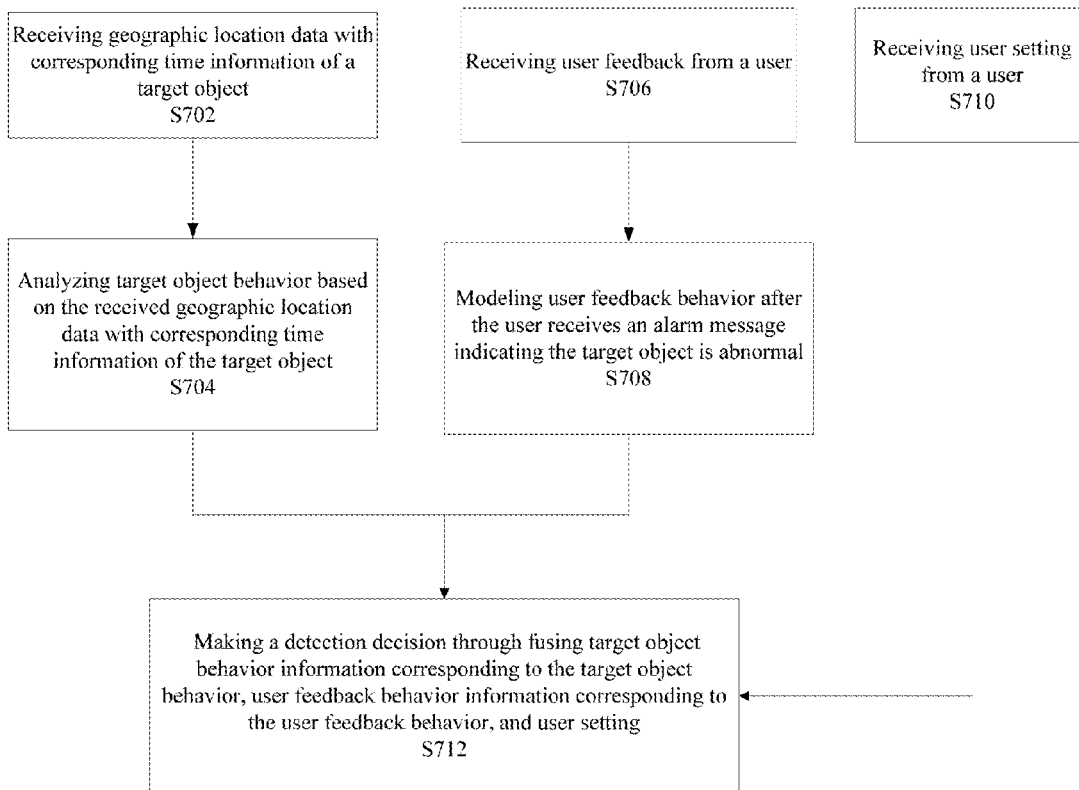 Receiving geographic location data with
corresponding time information of a
target object
S702
Receiving user feedback from a user
S706
Receiving user setting
from a user
S710
Analyzing target object behavior based
on the received geographic location
data with corresponding time
information of the target object
S704
Modeling user feedback behavior after
the user receives an alarm message
indicating the target object is abnormal
S708
Making a detection decision through fusing target object
behavior information corresponding to the target object
behavior, user feedback behavior information corresponding to
the user feedback behavior, and user setting
S712